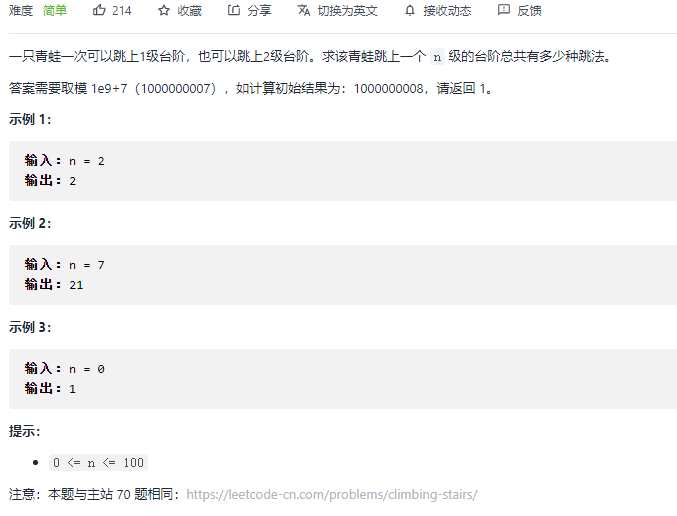 难度 简单 214 收藏 分享 切换为英文 接收动态 反馈
一只青蛙一次可以跳上1级台阶，也可以跳上2级台阶。求该青蛙跳上一个 n 级的台阶总共有多少种跳法。
答案需要取模 1e9+7（1000000007），如计算初始结果为：1000000008，请返回 1。
示例 1：
输入：n = 2
输出：2
示例 2：
输入：n = 7
输出：21
示例 3：
输入：n = 0
输出：1
提示：
• 0 <= n <= 100
注意：本题与主站 70 题相同：https://leetcode-cn.com/problems/climbing-stairs/